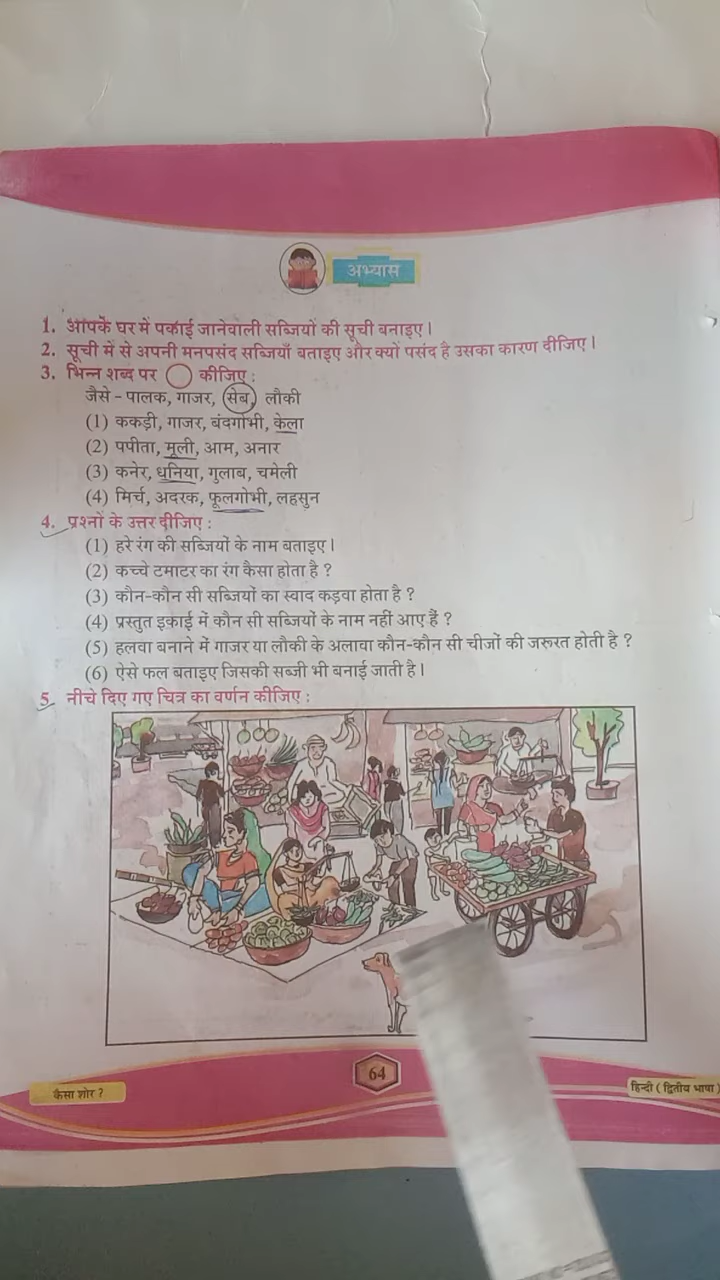 अभ्यास
1. आपके घर में पकाई जानेवाली सब्जियों की सूची बनाइए।
2. सूची में से अपनी मनपसंद सब्जियाँ बताइए और क्यों पसंद है उसका कारण दीजिए।
3. भिन्न शब्द पर ◯ कीजिए :
जैसे - पालक, गाजर, सेब, लौकी
(1) ककड़ी, गाजर, बंदगोभी, केला
(2) पपीता, मूली, आम, अनार
(3) कनेर, धनिया, गुलाब, चमेली
(4) मिर्च, अदरक, फूलगोभी, लहसुन
4. प्रश्नों के उत्तर दीजिए :
(1) हरे रंग की सब्जियों के नाम बताइए।
(2) कच्चे टमाटर का रंग कैसा होता है ?
(3) कौन-कौन सी सब्जियों का स्वाद कड़वा होता है ?
(4) प्रस्तुत इकाई में कौन सी सब्जियों के नाम नहीं आए हैं ?
(5) हलवा बनाने में गाजर या लौकी के अलावा कौन-कौन सी चीजों की जरूरत होती है ?
(6) ऐसे फल बताइए जिसकी सब्जी भी बनाई जाती है।
5. नीचे दिए गए चित्र का वर्णन कीजिए :
कैसा शोर ?
64
हिन्दी ( द्वितीय भाषा )